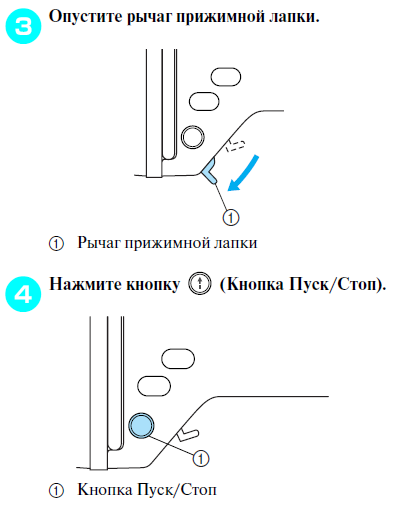 3 Опустите рычаг прижимной лапки.
1
1 Рычаг прижимной лапки
4 Нажмите кнопку (Кнопка Пуск/Стоп).
1
1 Кнопка Пуск/Стоп